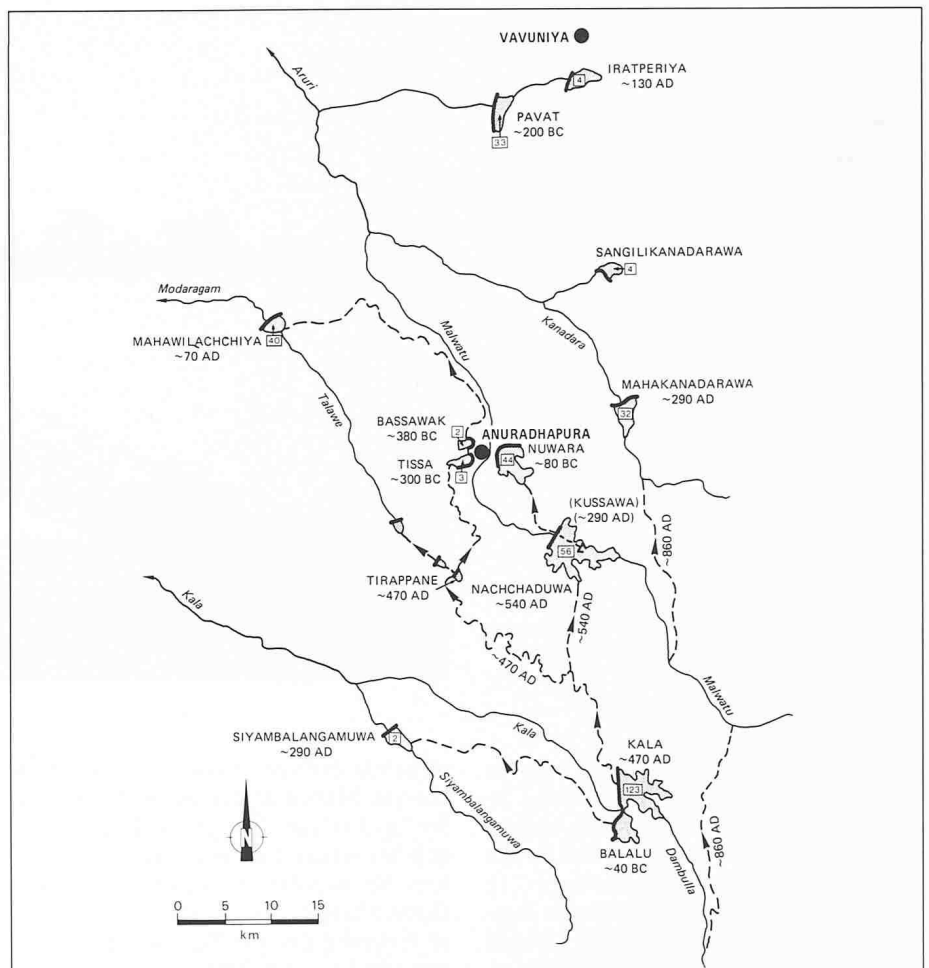 VAVUNIYA
Aruri
4
IRATPERIYA
~130 AD
PAVAT
~200 BC
33
SANGILIKANADARAWA
4
Modaragam
MAHAWILACHCHIYA
~70 AD
40
Malwatu
Kanadara
Talawe
MAHAKANADARAWA
~290 AD
32
BASSAWAK
~380 BC
2
ANURADHAPURA
NUWARA
~80 BC
44
TISSA
~300 BC
3
(KUSSAWA)
(~290 AD)
56
NACHCHADUWA
~540 AD
TIRAPPANE
~470 AD
~860 AD
~540 AD
~470 AD
Kala
Malwatu
SIYAMBALANGAMUWA
~290 AD
2
Kala
KALA
~470 AD
123
Siyambalangamuwa
BALALU
~40 BC
Dambulla
~860 AD
0 5 10 15
km